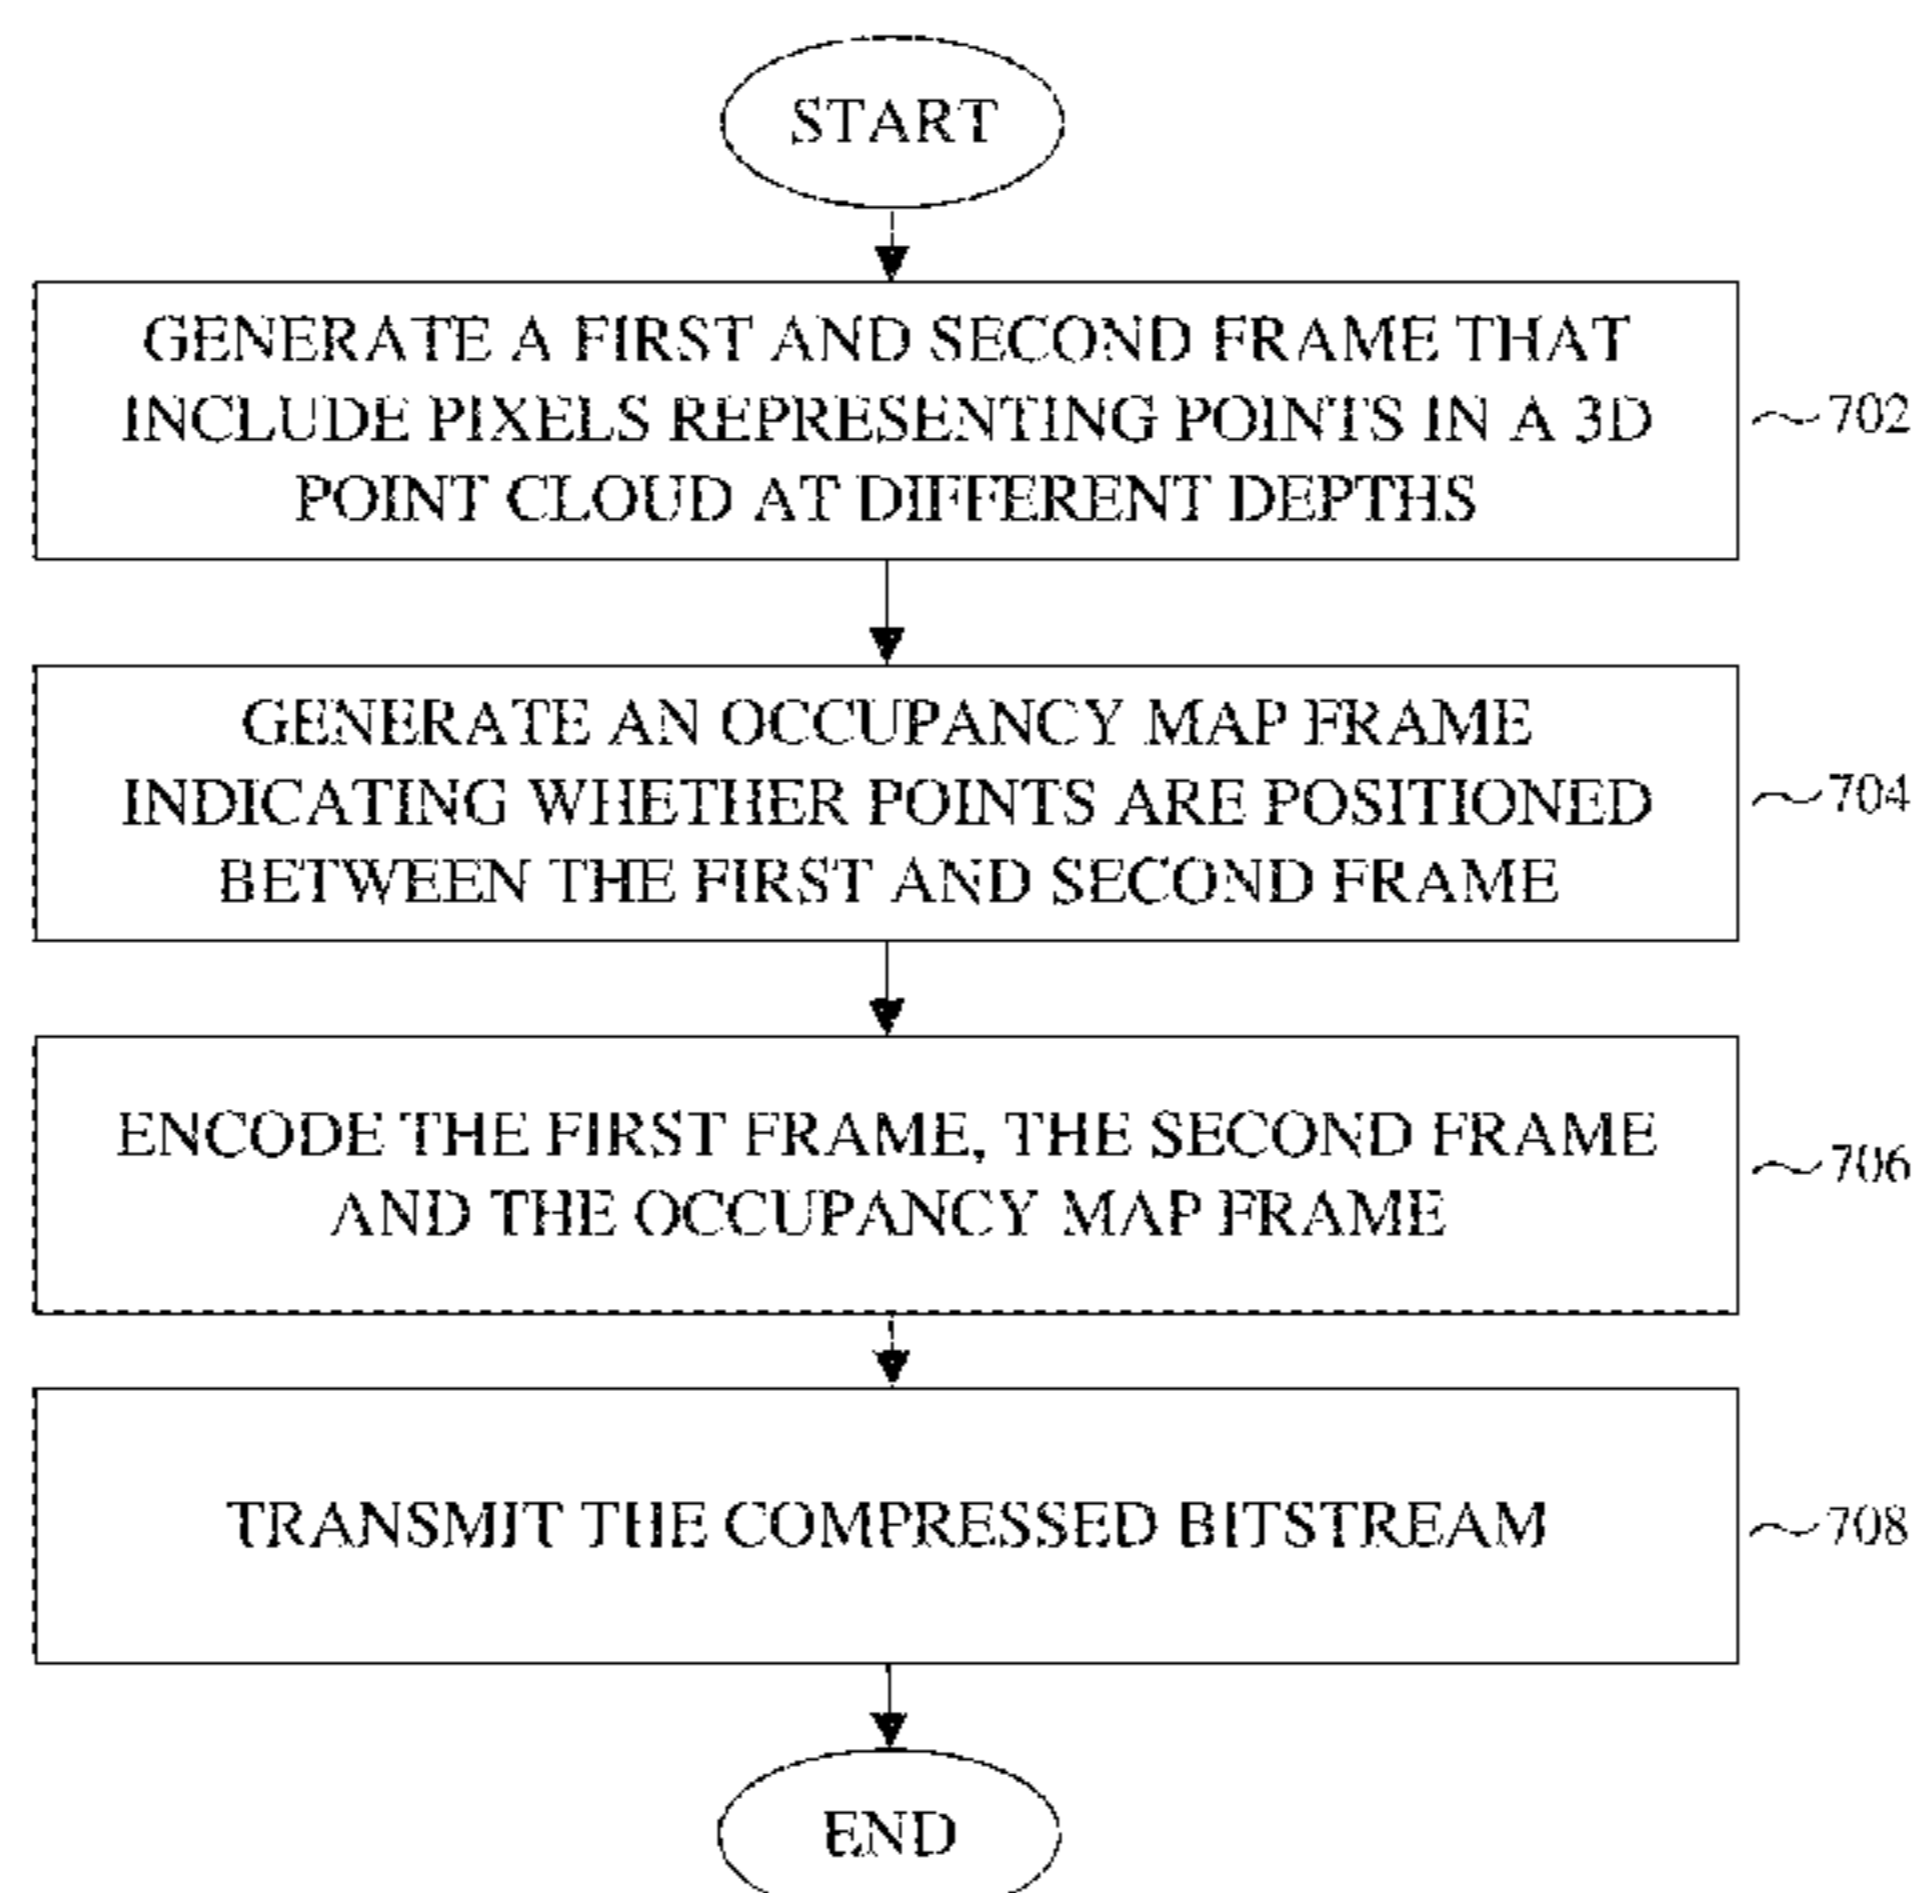 START
GENERATE A FIRST AND SECOND FRAME THAT
INCLUDE PIXELS REPRESENTING POINTS IN A 3D
POINT CLOUD AT DIFFERENT DEPTHS
702
GENERATE AN OCCUPANCY MAP FRAME
INDICATING WHETHER POINTS ARE POSITIONED
BETWEEN THE FIRST AND SECOND FRAME
704
ENCODE THE FIRST FRAME, THE SECOND FRAME
AND THE OCCUPANCY MAP FRAME
706
TRANSMIT THE COMPRESSED BITSTREAM
708
END